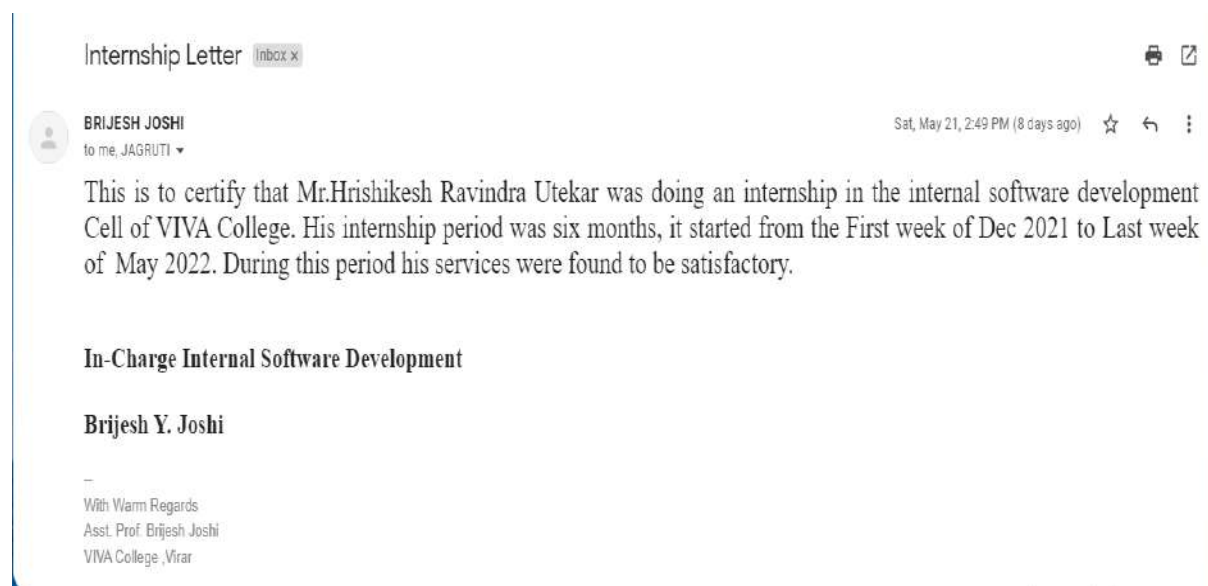 Internship Letter Inbox x
BRIJESH JOSHI
Sat, May 21, 2:49 PM (8 days ago)
to me, JAGRUTI
This is to certify that Mr.Hrishikesh Ravindra Utekar was doing an internship in the internal software development
Cell of VIVA College. His internship period was six months, it started from the First week of Dec 2021 to Last week
of May 2022. During this period his services were found to be satisfactory.
In-Charge Internal Software Development
Brijesh Y. Joshi
--
With Warm Regards
Asst. Prof. Brijesh Joshi
VIVA College ,Virar